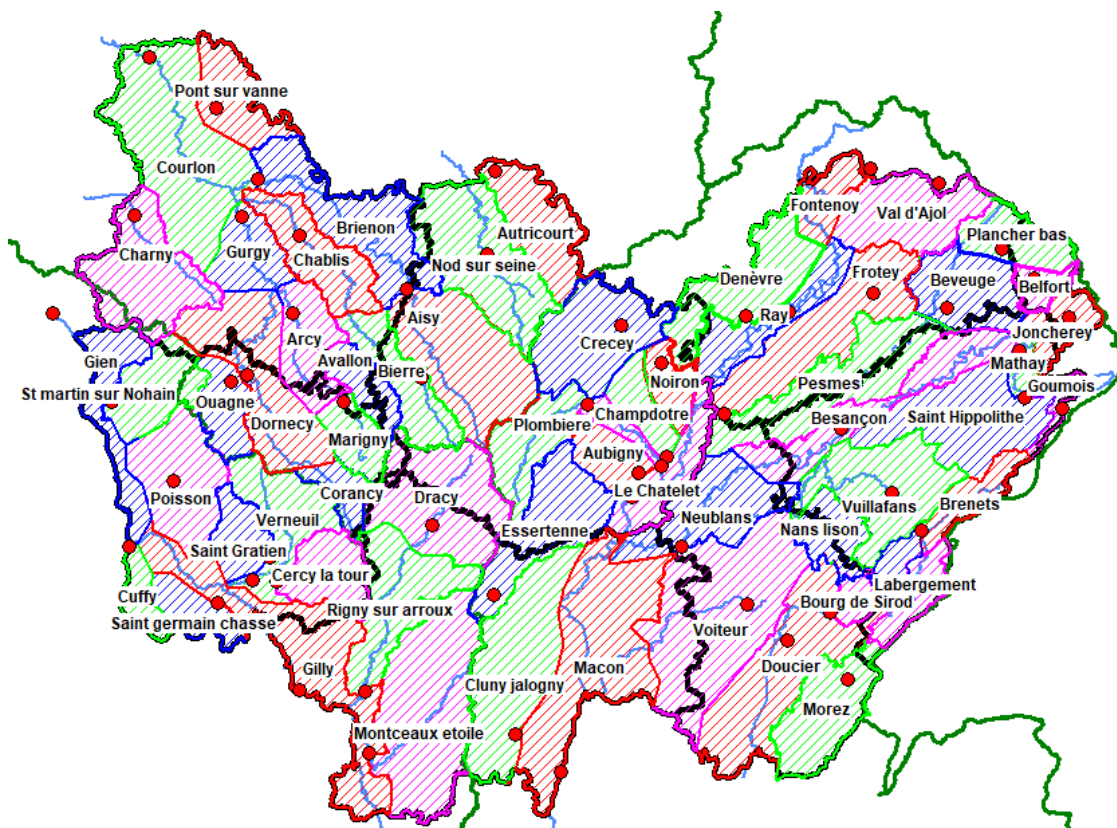 Pont sur vanne
Courlon
Fontenoy
Val d'Ajol
Brienon
Autricourt
Plancher bas
Charny
Gurgy
Chablis
Nod sur seine
Denèvre
Frotey
Beveuge
Belfort
Aisy
Ray
Joncherey
Arcy
Crecey
Gien
Avallon
Bierre
Mathay
St martin sur Nohain
Noiron
Pesmes
Goumois
Ouagne
Champdotre
Besançon
Saint Hippolithe
Dornecy
Plombiere
Marigny
Aubigny
Poisson
Corancy
Dracy
Le Chatelet
Vuillafans
Brenets
Verneuil
Essertenne
Neublans
Nans lison
Saint Gratien
Cercy la tour
Labergement
Cuffy
Rigny sur arroux
Bourg de Sirod
Saint germain chasse
Voiteur
Gilly
Macon
Doucier
Cluny jalogny
Morez
Montceaux etoile